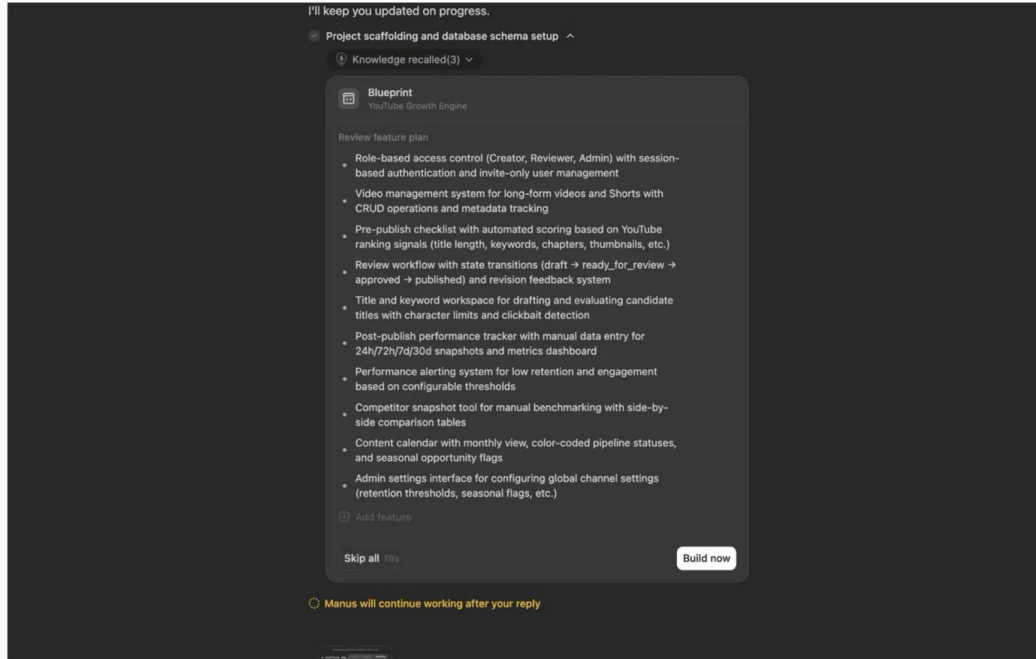 I'll keep you updated on progress.
Project scaffolding and database schema setup
Knowledge recalled(3)
Blueprint
YouTube Growth Engine
Review feature plan
Role-based access control (Creator, Reviewer, Admin) with session-
based authentication and invite-only user management
Video management system for long-form videos and Shorts with
CRUD operations and metadata tracking
Pre-publish checklist with automated scoring based on YouTube
ranking signals (title length, keywords, chapters, thumbnails, etc.)
Review workflow with state transitions (draft → ready_for_review →
approved → published) and revision feedback system
Title and keyword workspace for drafting and evaluating candidate
titles with character limits and clickbait detection
Post-publish performance tracker with manual data entry for
24h/72h/7d/30d snapshots and metrics dashboard
Performance alerting system for low retention and engagement
based on configurable thresholds
Competitor snapshot tool for manual benchmarking with side-by-
side comparison tables
Content calendar with monthly view, color-coded pipeline statuses,
and seasonal opportunity flags
Admin settings interface for configuring global channel settings
(retention thresholds, seasonal flags, etc.)
Add feature
Skip all 19s
Build now
Manus will continue working after your reply